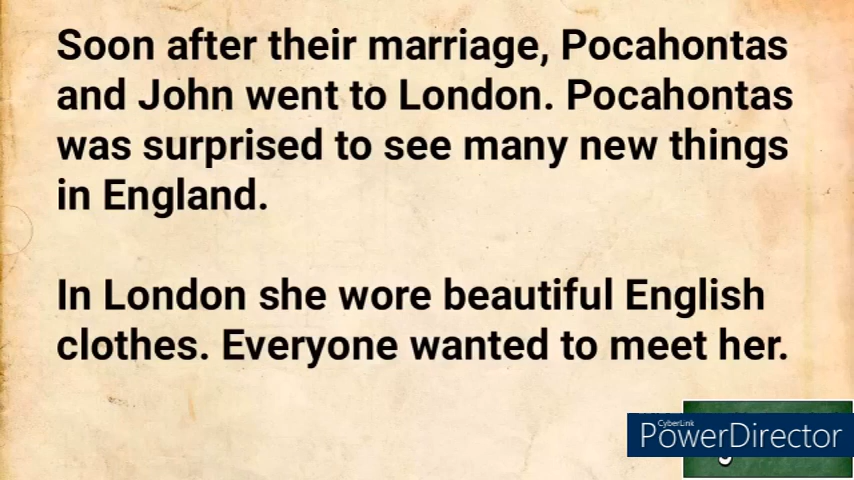 Soon after their marriage, Pocahontas
and John went to London. Pocahontas
was surprised to see many new things
in England.
In London she wore beautiful English
clothes. Everyone wanted to meet her.
CyberLink
PowerDirector